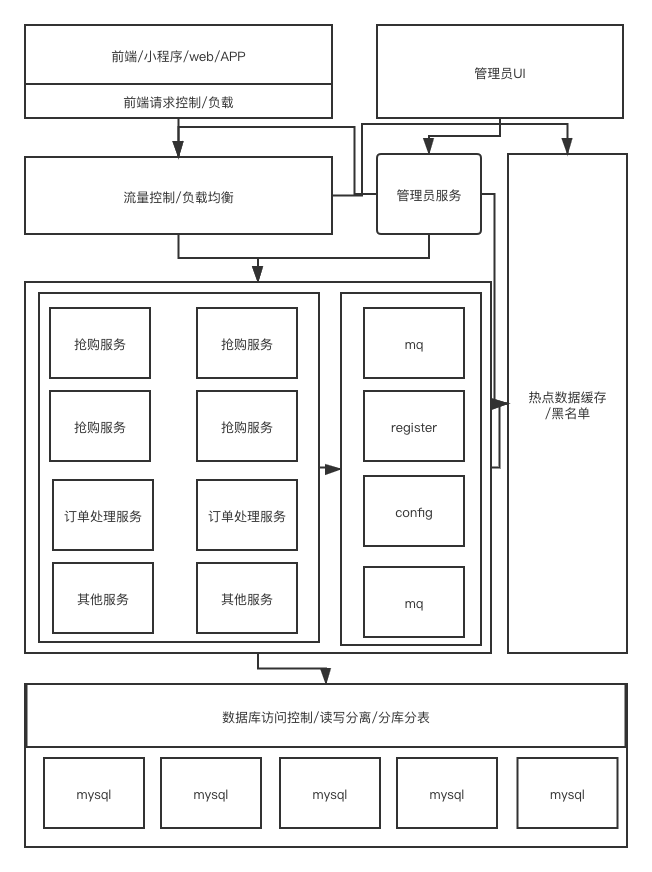 前端/小程序/web/APP
前端请求控制/负载
管理员UI
流量控制/负载均衡
管理员服务
抢购服务
抢购服务
mq
抢购服务
抢购服务
register
订单处理服务
订单处理服务
config
其他服务
其他服务
mq
热点数据缓存
/黑名单
数据库访问控制/读写分离/分库分表
mysql
mysql
mysql
mysql
mysql